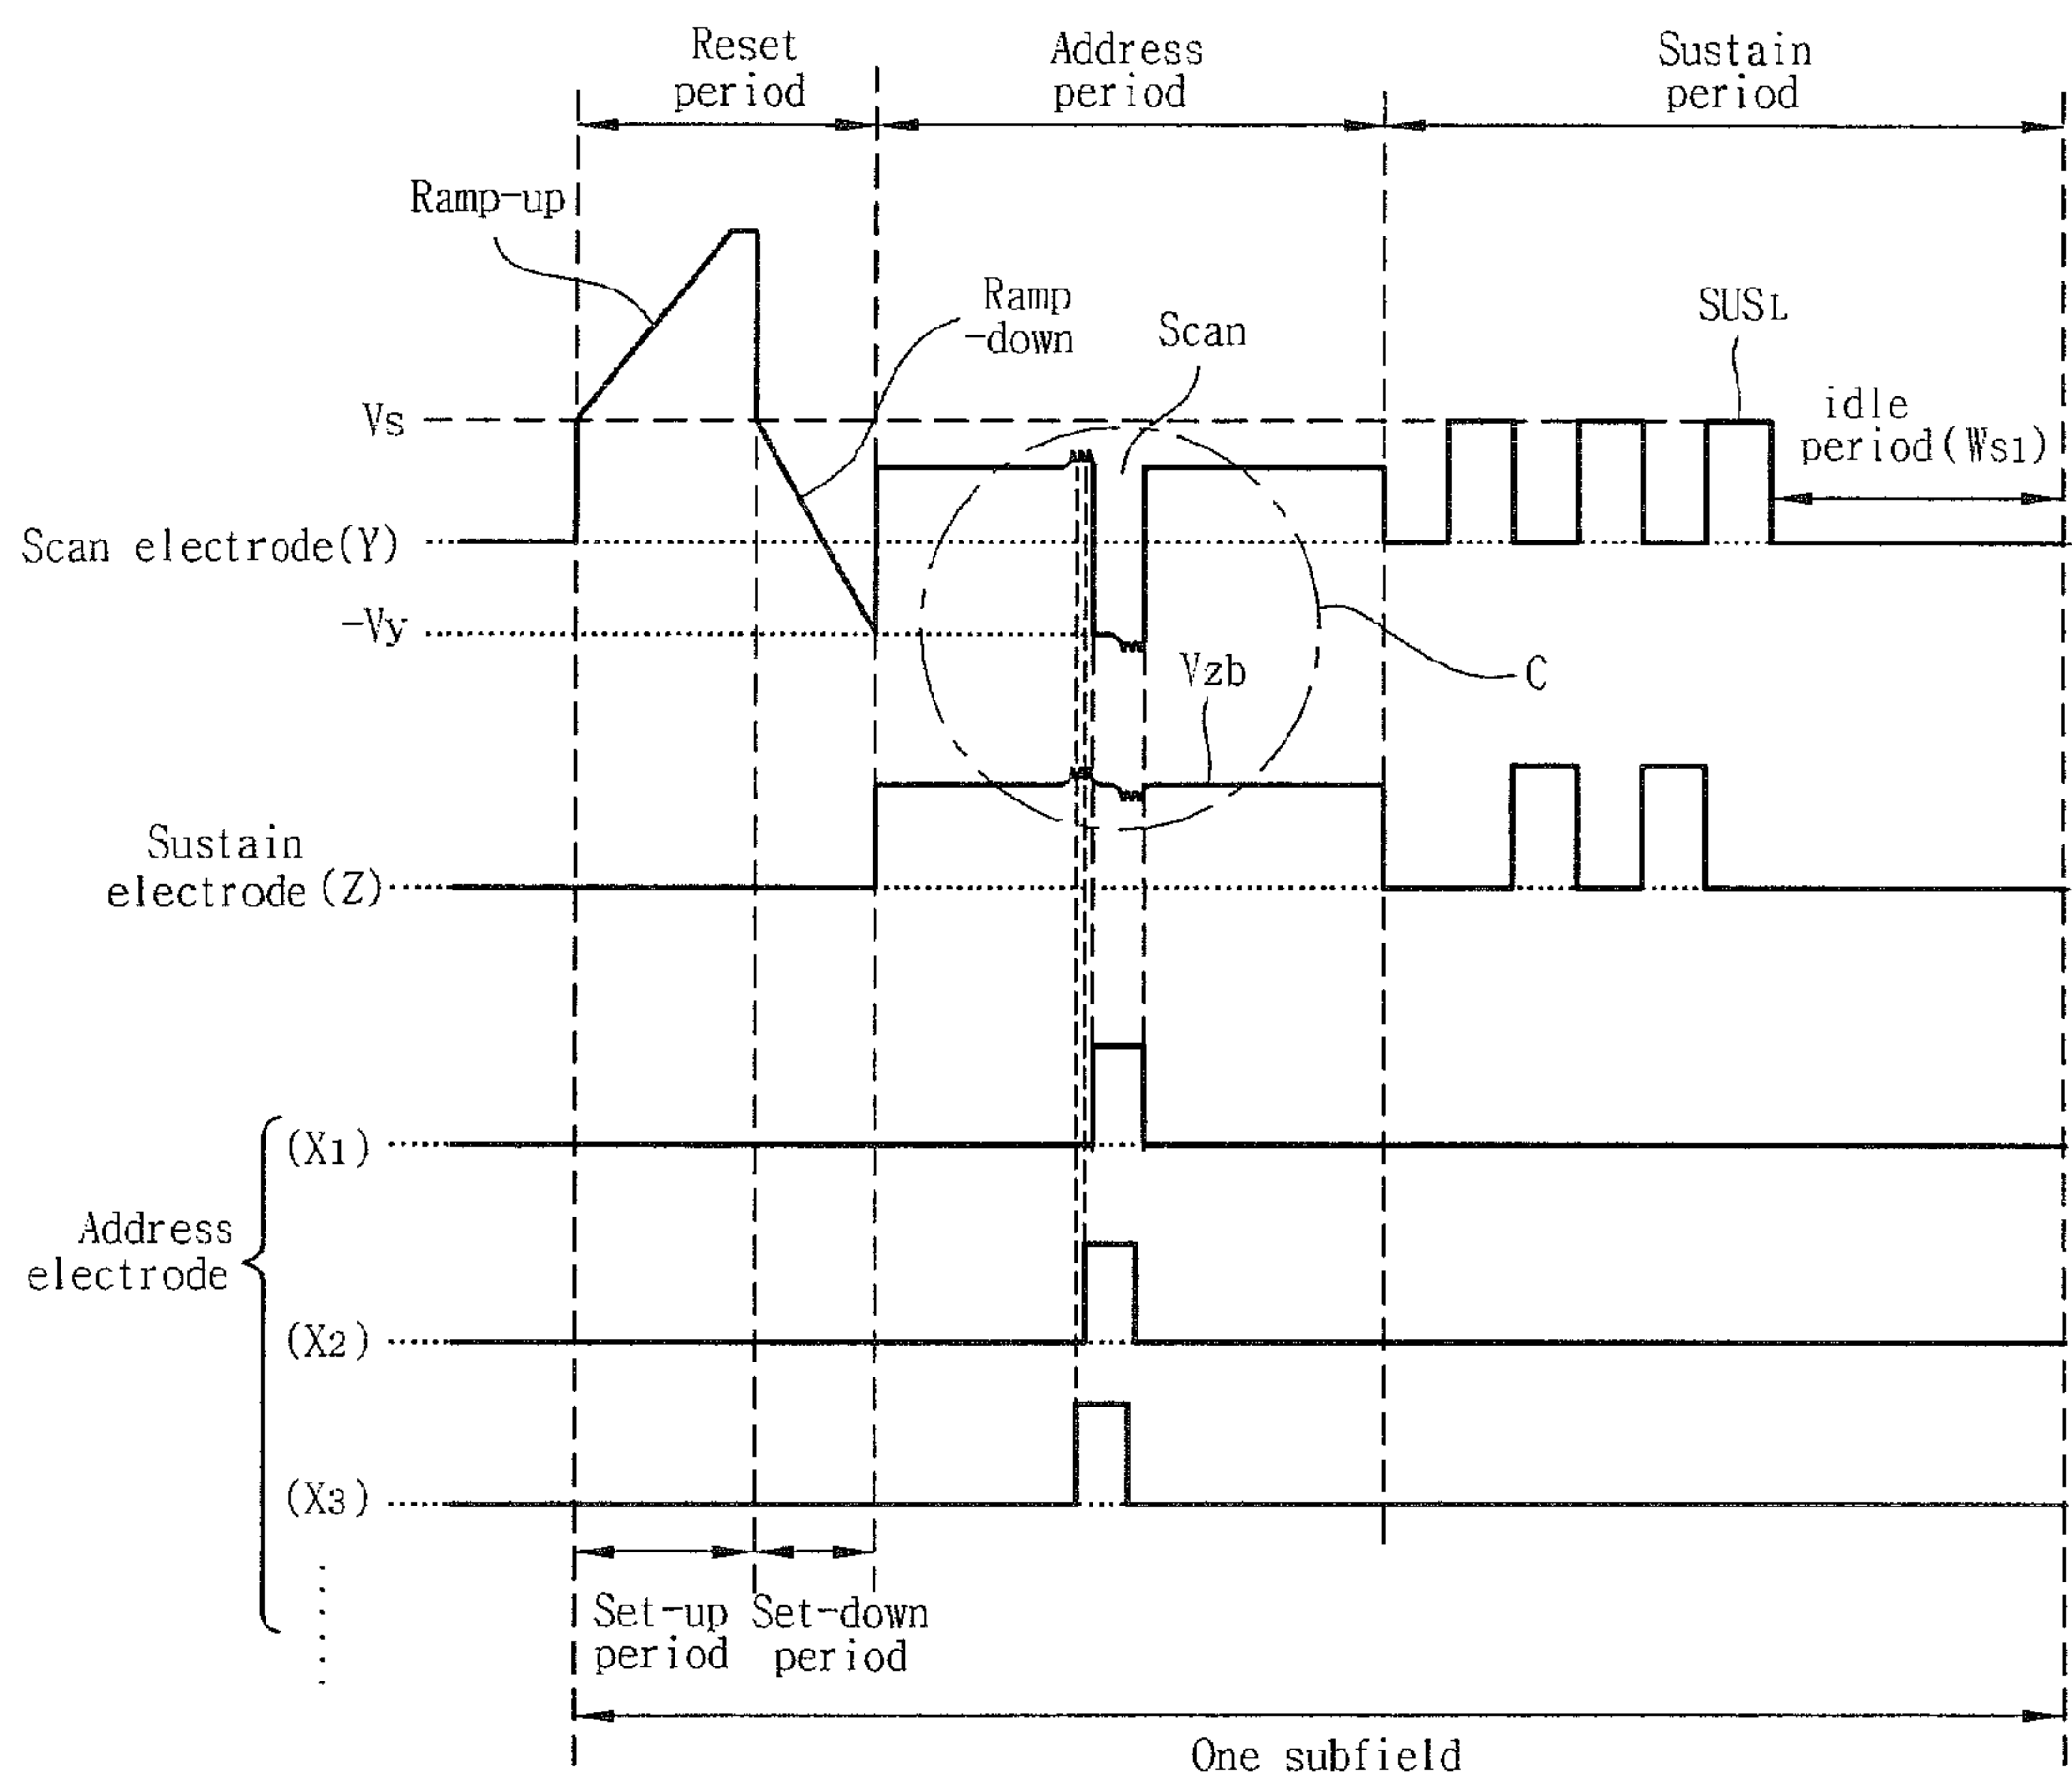 Reset
period
Address
period
Sustain
period
Ramp-up
Ramp
-down
Scan
SUSL
idle
period(Ws1)
Vs
Scan electrode(Y)
-Vy
Vzb
C
Sustain
electrode(Z)
(X1)
Address
electrode
(X2)
(X3)
Set-up
period
Set-down
period
One subfield